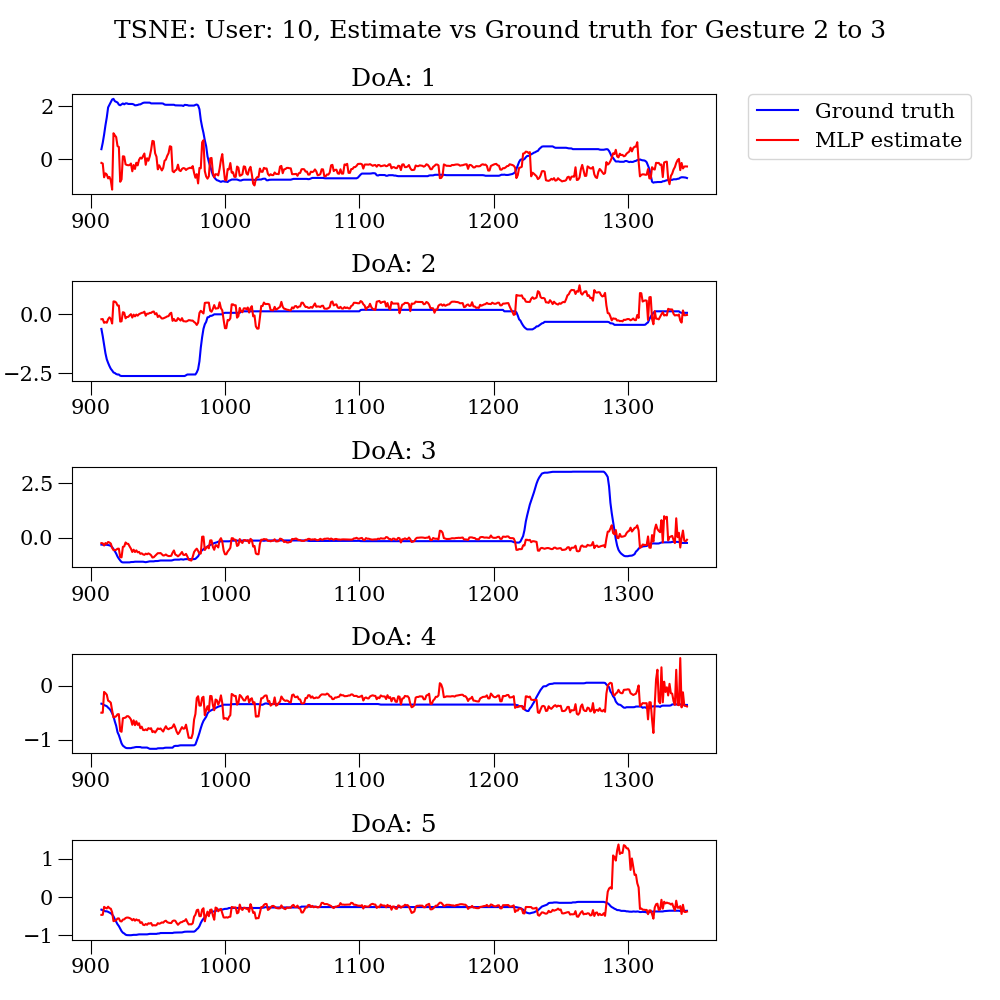 TSNE: User: 10, Estimate vs Ground truth for Gesture 2 to 3
DoA: 1
2
0
900 1000 1100 1200 1300
Ground truth
MLP estimate
DoA: 2
0.0
−2.5
900 1000 1100 1200 1300
DoA: 3
2.5
0.0
900 1000 1100 1200 1300
DoA: 4
0
−1
900 1000 1100 1200 1300
DoA: 5
1
0
−1
900 1000 1100 1200 1300